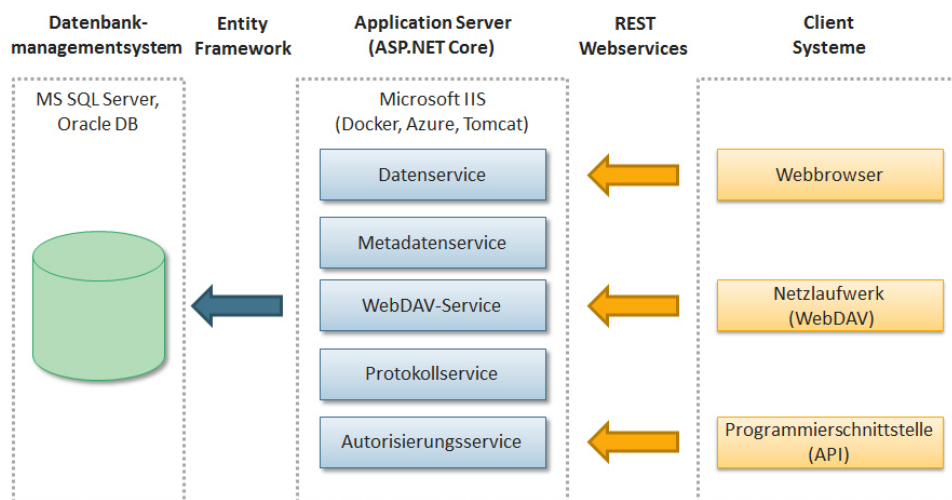 Datenbank-
managementsystem
Entity
Framework
Application Server
(ASP.NET Core)
REST
Webservices
Client
Systeme
MS SQL Server,
Oracle DB
Microsoft IIS
(Docker, Azure, Tomcat)
Datenservice
Metadatenservice
WebDAV-Service
Protokollservice
Autorisierungsservice
Webbrowser
Netzlaufwerk
(WebDAV)
Programmierschnittstelle
(API)